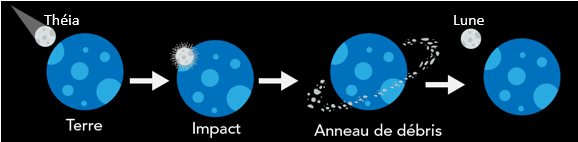 Théia
Lune
Terre
Impact
Anneau de débris